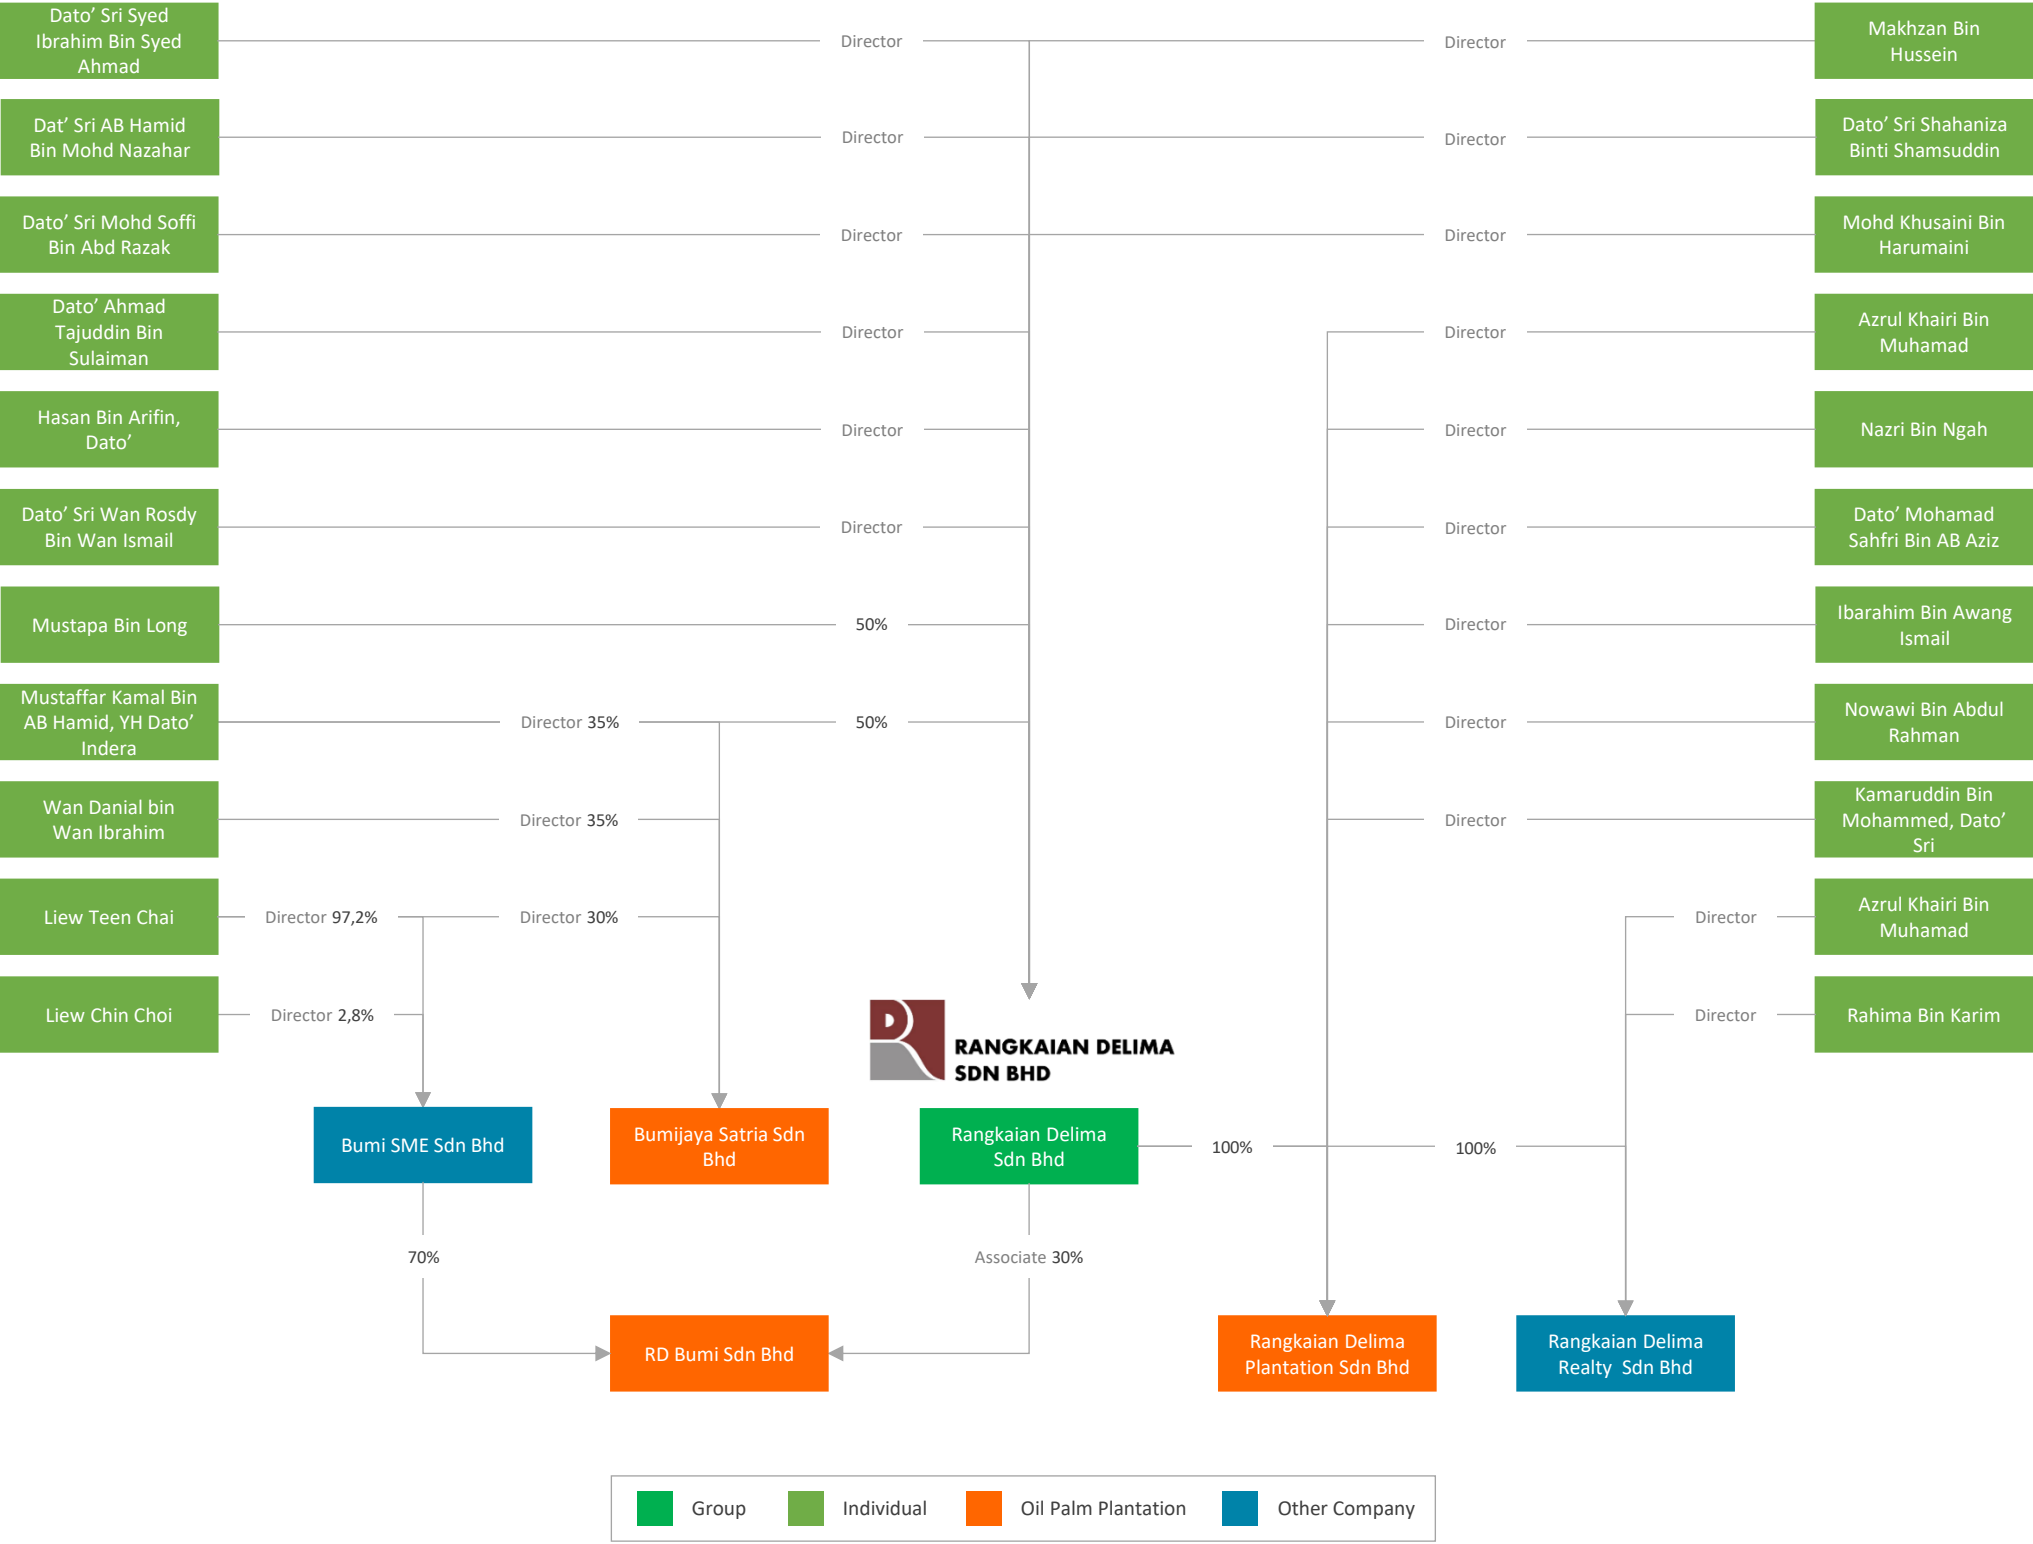 Dato’ Sri Syed
Ibrahim Bin Syed
Ahmad
Director
Director
Makhzan Bin
Hussein
Dat’ Sri AB Hamid
Bin Mohd Nazahar
Director
Director
Dato’ Sri Shahaniza
Binti Shamsuddin
Dato’ Sri Mohd Soffi
Bin Abd Razak
Director
Director
Mohd Khusaini Bin
Harumaini
Dato’ Ahmad
Tajuddin Bin
Sulaiman
Director
Director
Azrul Khairi Bin
Muhamad
Hasan Bin Arifin,
Dato’
Director
Director
Nazri Bin Ngah
Dato’ Sri Wan Rosdy
Bin Wan Ismail
Director
Director
Dato’ Mohamad
Sahfri Bin AB Aziz
Mustapa Bin Long
50%
Director
Ibarahim Bin Awang
Ismail
Mustaffar Kamal Bin
AB Hamid, YH Dato’
Indera
Director 35%
50%
Director
Nowawi Bin Abdul
Rahman
Wan Danial bin
Wan Ibrahim
Director 35%
Director
Kamaruddin Bin
Mohammed, Dato’
Sri
Liew Teen Chai
Director 97,2%
Director 30%
Director
Azrul Khairi Bin
Muhamad
Liew Chin Choi
Director 2,8%
Director
Rahima Bin Karim
RANGKAIAN DELIMA
SDN BHD
Bumi SME Sdn Bhd
Bumijaya Satria Sdn
Bhd
Rangkaian Delima
Sdn Bhd
100%
100%
70%
Associate 30%
RD Bumi Sdn Bhd
Rangkaian Delima
Plantation Sdn Bhd
Rangkaian Delima
Realty Sdn Bhd
Group
Individual
Oil Palm Plantation
Other Company